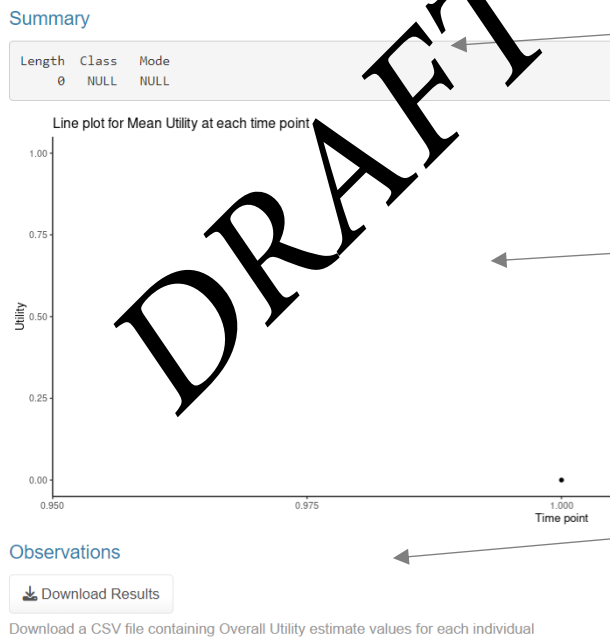 Summary
Length Class Mode
0 NULL NULL
Line plot for Mean Utility at each time point
1.00
0.75
Utility
0.50
0.25
0.00
0.950 0.975 1.000
Time point
DRAFT
Observations
Download Results
Download a CSV file containing Overall Utility estimate values for each individual